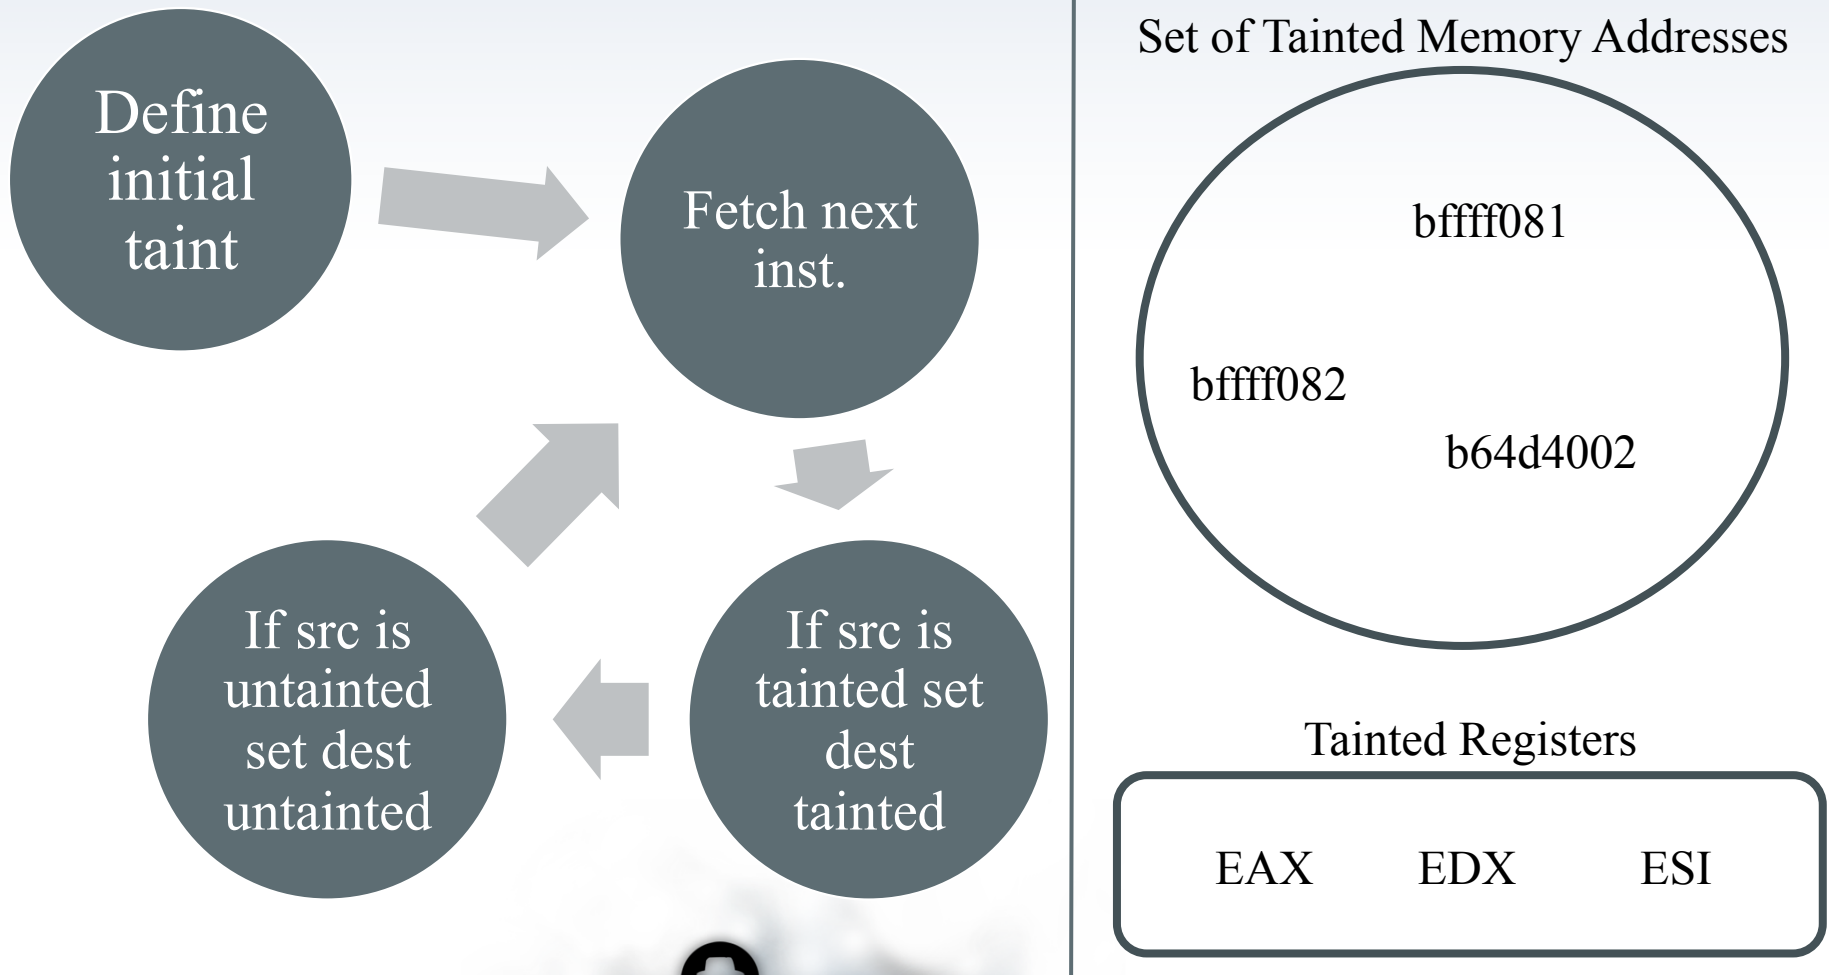 Define
initial
taint
Fetch next
inst.
If src is
tainted set
dest
tainted
If src is
untainted
set dest
untainted
Set of Tainted Memory Addresses
bffff081
bffff082
b64d4002
Tainted Registers
EAX EDX ESI